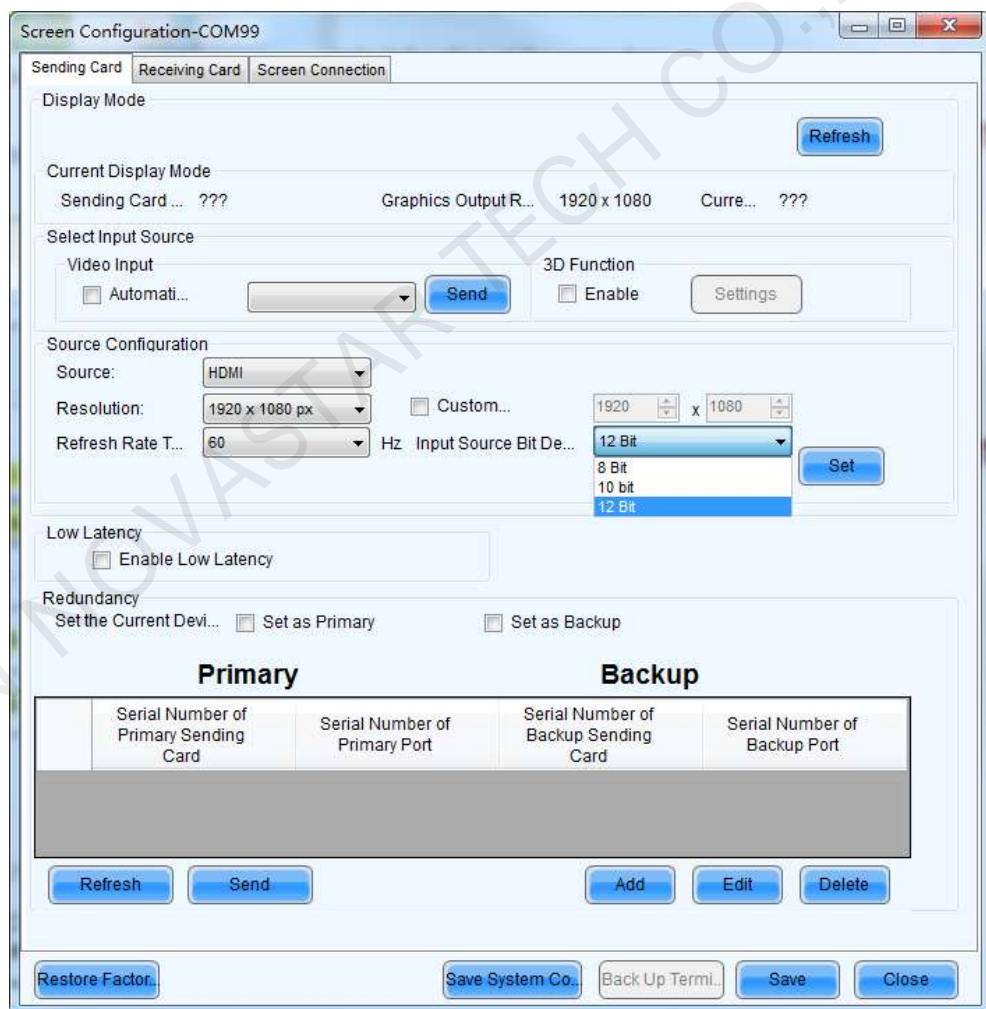 Screen Configuration-COM99
Sending Card Receiving Card Screen Connection
Display Mode
Refresh
Current Display Mode
Sending Card ... ??? Graphics Output R... 1920 x 1080 Curre... ???
Select Input Source
Video Input 3D Function
Automati... Send Enable Settings
Source Configuration
Source: HDMI
Resolution: 1920 x 1080 px Custom... 1920 x 1080
Refresh Rate T... 60 Hz Input Source Bit De... 12 Bit
8 Bit
Set
10 bit
12 Bit
Low Latency
Enable Low Latency
Redundancy
Set the Current Devi... Set as Primary Set as Backup
Primary Backup
Serial Number of Primary Sending Card
Serial Number of Primary Port
Serial Number of Backup Sending Card
Serial Number of Backup Port
Refresh Send Add Edit Delete
Restore Factor... Save System Co... Back Up Termi... Save Close
NOVASTAR TECH CO.,